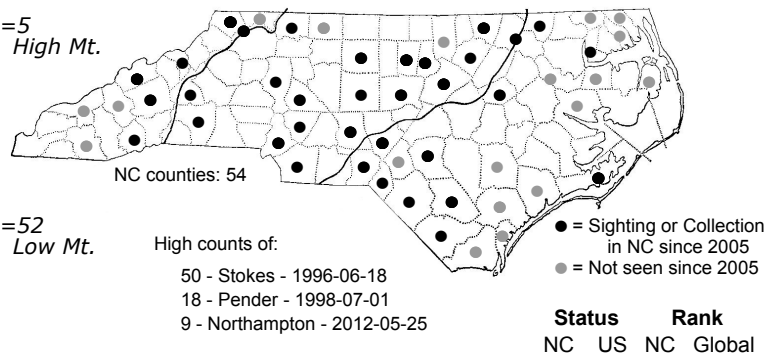 =5
High Mt.
NC counties: 54
=52
Low Mt.
High counts of:
50 - Stokes - 1996-06-18
18 - Pender - 1998-07-01
9 - Northampton - 2012-05-25
= Sighting or Collection
in NC since 2005
= Not seen since 2005
Status Rank
NC US NC Global